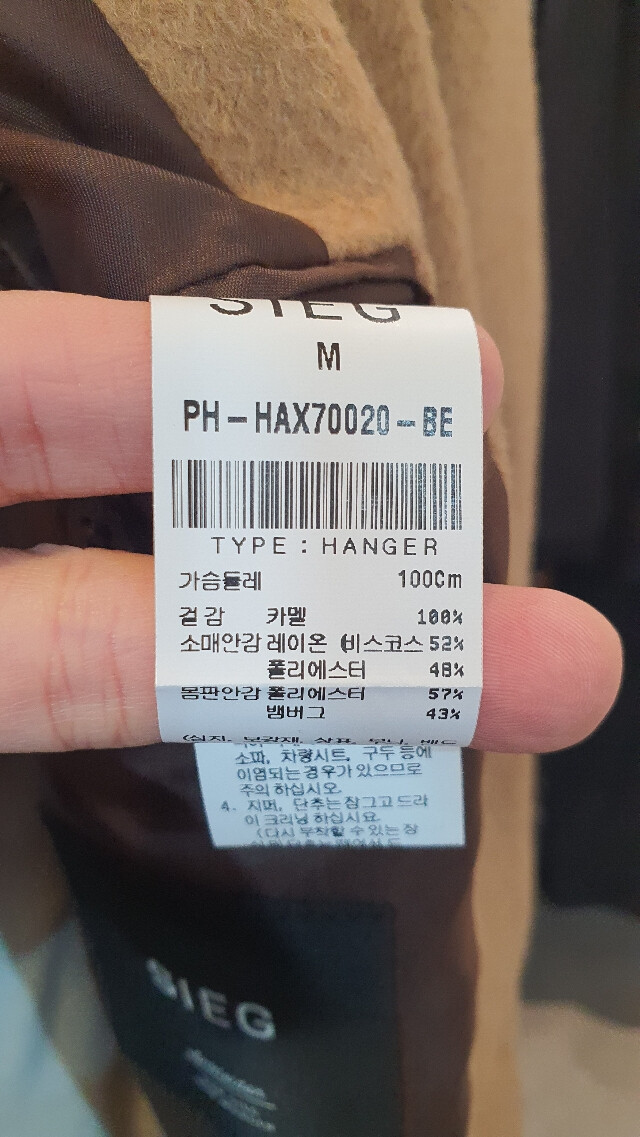 SIEG
M
PH-HAX70020-BE
TYPE : HANGER
가슴둘레 100Cm
겉 감 카멜 100%
소매안감 레이온 (비스코스 52%
폴리에스터 48%
몸판안감 폴리에스터 57%
뱀버그 43%
소파, 차량시트, 구두 등에
이염되는 경우가 있으므로
주의 하십시오.
4. 지퍼, 단추는 잠그고 드라
이 크리닝 하십시요.
(다시 부착할 수 있는 장
SIEG